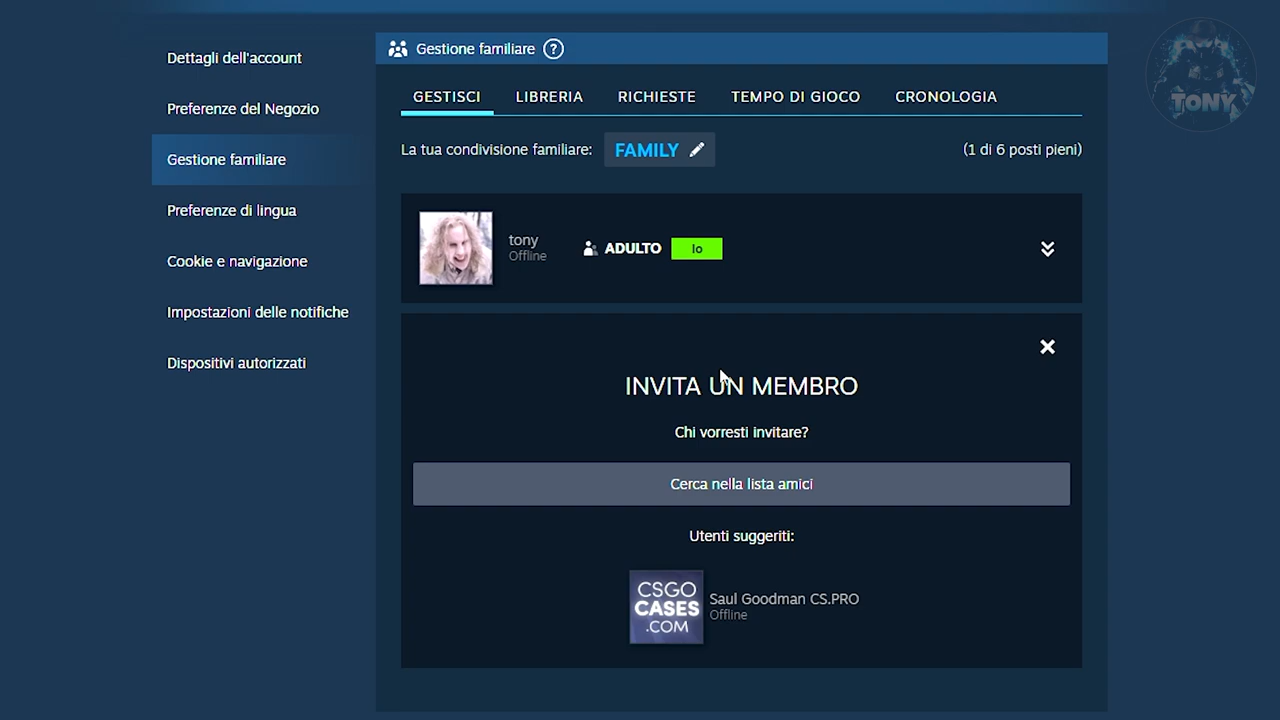 Gestione familiare ?
Dettagli dell'account
Preferenze del Negozio
Gestione familiare
Preferenze di lingua
Cookie e navigazione
Impostazioni delle notifiche
Dispositivi autorizzati
GESTISCI LIBRERIA RICHIESTE TEMPO DI GIOCO CRONOLOGIA
La tua condivisione familiare: FAMILY (1 di 6 posti pieni)
tony
Offline
ADULTO Io
INVITA UN MEMBRO
Chi vorresti invitare?
Cerca nella lista amici
Utenti suggeriti:
CSGO
CASES
.COM
Saul Goodman CS.PRO
Offline
TONY